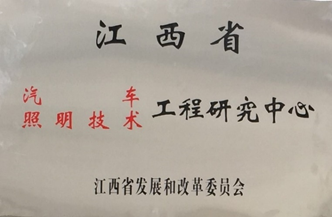 江西省
汽车
照明技术工程研究中心
江西省发展和改革委员会